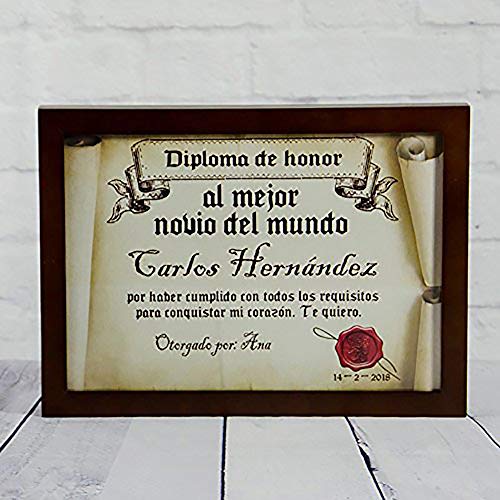 Diploma de honor
al mejor
novio del mundo
Carlos Hernández
por haber cumplido con todos los requisitos
para conquistar mi corazón. Te quiero.
Otorgado por: Ana
14-2-2018